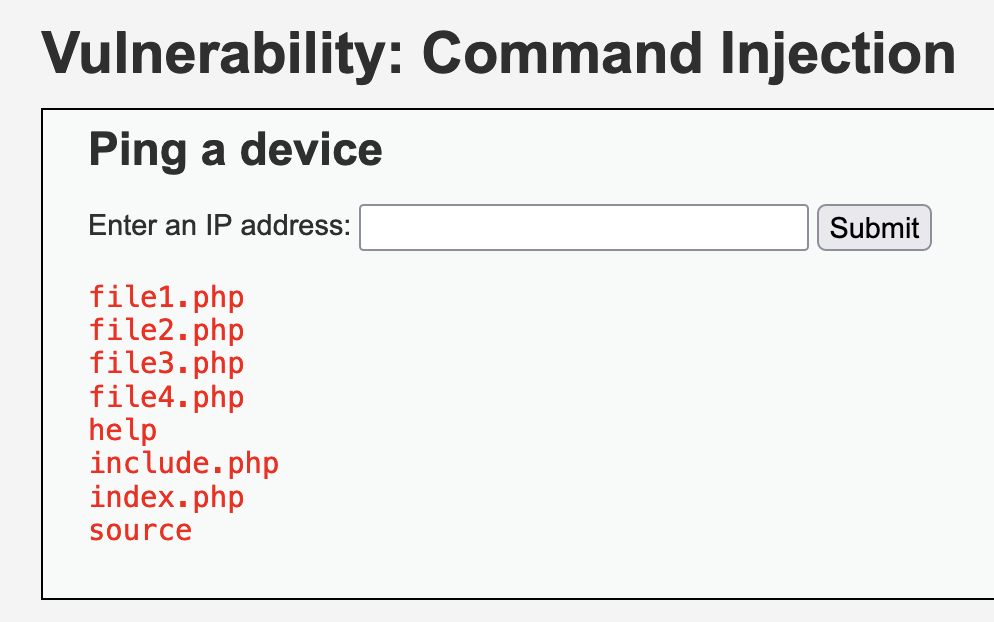 Vulnerability: Command Injection
Ping a device
Enter an IP address: Submit
file1.php
file2.php
file3.php
file4.php
help
include.php
index.php
source